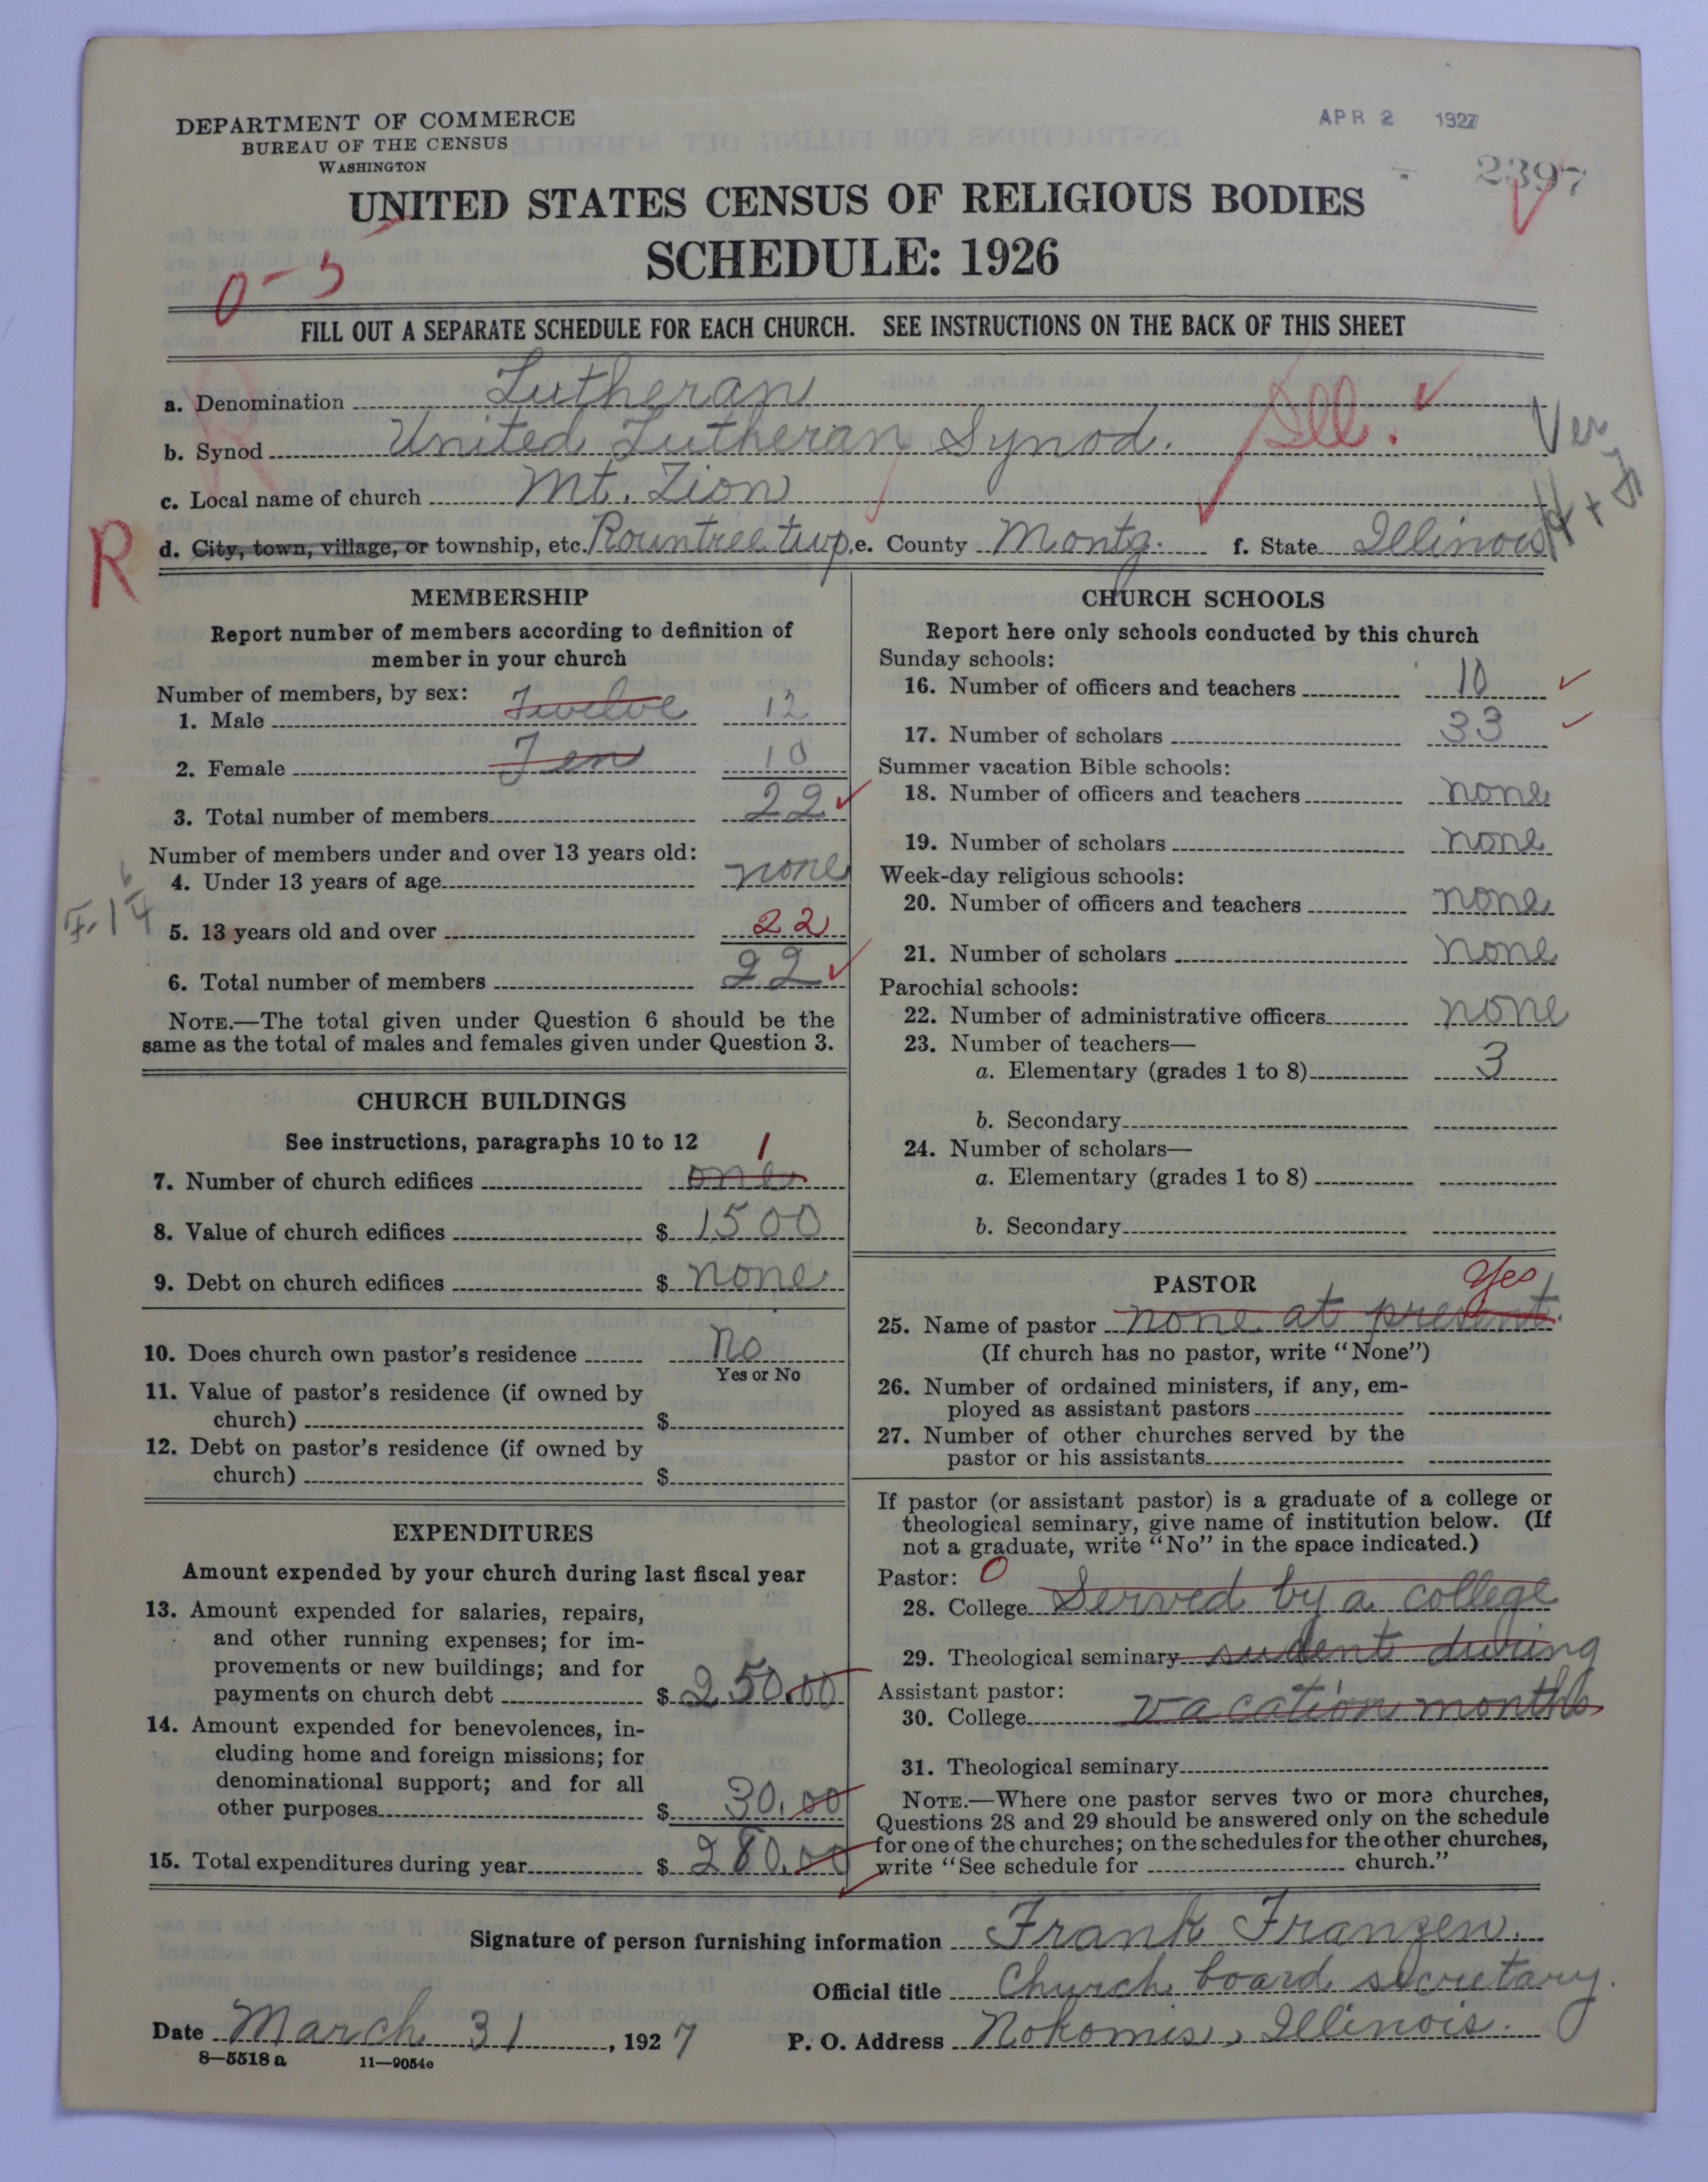 DEPARTMENT OF COMMERCE
BUREAU OF THE CENSUS
WASHINGTON
APR 2 1927
2397
UNITED STATES CENSUS OF RELIGIOUS BODIES
SCHEDULE: 1926
0-5
FILL OUT A SEPARATE SCHEDULE FOR EACH CHURCH. SEE INSTRUCTIONS ON THE BACK OF THIS SHEET
a. Denomination Lutheran
b. Synod United Lutheran Synod. Ill. Ver
c. Local name of church Mt. Zion
R
d. City, town, village, or township, etc. Rountree twp. e. County Montg. f. State Illinois
MEMBERSHIP
Report number of members according to definition of
member in your church
Number of members, by sex:
1. Male Twelve 12
2. Female Ten 10
3. Total number of members 22
Number of members under and over 13 years old:
4. Under 13 years of age none
5. 13 years old and over 22
6. Total number of members 22
NOTE.—The total given under Question 6 should be the
same as the total of males and females given under Question 3.
CHURCH BUILDINGS
See instructions, paragraphs 10 to 12
7. Number of church edifices one 1
8. Value of church edifices $ 1500
9. Debt on church edifices $ none
10. Does church own pastor's residence no
Yes or No
11. Value of pastor's residence (if owned by
church) $
12. Debt on pastor's residence (if owned by
church) $
EXPENDITURES
Amount expended by your church during last fiscal year
13. Amount expended for salaries, repairs,
and other running expenses; for im-
provements or new buildings; and for
payments on church debt $ 250.00
14. Amount expended for benevolences, in-
cluding home and foreign missions; for
denominational support; and for all
other purposes $ 30.00
15. Total expenditures during year $ 280.00
CHURCH SCHOOLS
Report here only schools conducted by this church
Sunday schools:
16. Number of officers and teachers 10
17. Number of scholars 33
Summer vacation Bible schools:
18. Number of officers and teachers none
19. Number of scholars none
Week-day religious schools:
20. Number of officers and teachers none
21. Number of scholars none
Parochial schools:
22. Number of administrative officers none
23. Number of teachers—
a. Elementary (grades 1 to 8) 3
b. Secondary
24. Number of scholars—
a. Elementary (grades 1 to 8)
b. Secondary
PASTOR
Yes
25. Name of pastor none at present.
(If church has no pastor, write "None")
26. Number of ordained ministers, if any, em-
ployed as assistant pastors
27. Number of other churches served by the
pastor or his assistants
If pastor (or assistant pastor) is a graduate of a college or
theological seminary, give name of institution below. (If
not a graduate, write "No" in the space indicated.)
Pastor: 0
28. College Served by a college
29. Theological seminary sudent during
Assistant pastor:
30. College vacation months
31. Theological seminary
NOTE.—Where one pastor serves two or more churches,
Questions 28 and 29 should be answered only on the schedule
for one of the churches; on the schedules for the other churches,
write "See schedule for church."
Signature of person furnishing information Frank Franzen.
Official title Church board secretary.
Date March 31, 1927 P. O. Address Nokomis, Illinois.
8—5518 a 11—9054e